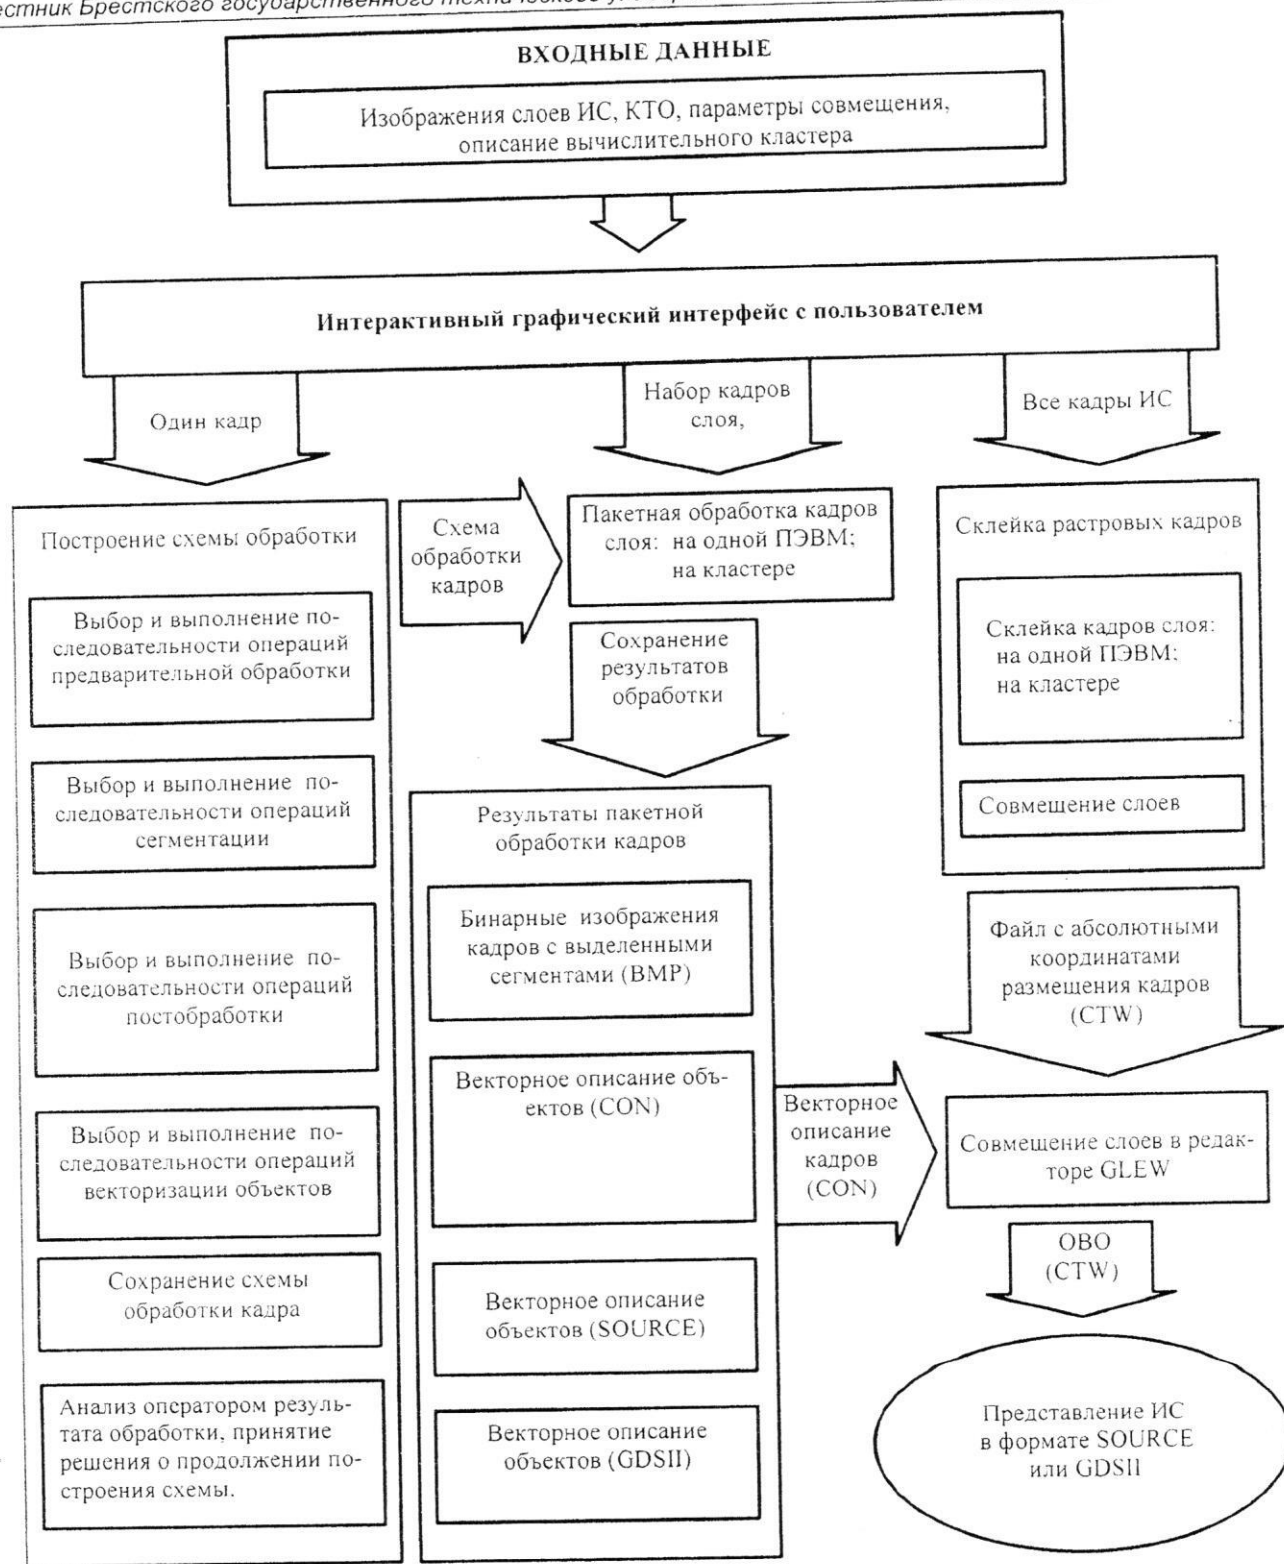 Брестского государственного
ВХОДНЫЕ ДАННЫЕ
Изображения слоев ИС, КТО, параметры совмещения,
описание вычислительного кластера
Интерактивный графический интерфейс с пользователем
Один кадр
Набор кадров
слоя,
Все кадры ИС
Построение схемы обработки
Выбор и выполнение по-
следовательности операций
предварительной обработки
Выбор и выполнение по-
следовательности операций
сегментации
Выбор и выполнение по-
следовательности операций
постобработки
Выбор и выполнение по-
следовательности операций
векторизации объектов
Сохранение схемы
обработки кадра
Анализ оператором резуль-
тата обработки, принятие
решения о продолжении по-
строения схемы.
Схема
обработки
кадров
Пакетная обработка кадров
слоя: на одной ПЭВМ;
на кластере
Сохранение
результатов
обработки
Результаты пакетной
обработки кадров
Бинарные изображения
кадров с выделенными
сегментами (BMP)
Векторное описание объ-
ектов (CON)
Векторное описание
объектов (SOURCE)
Векторное описание
объектов (GDSII)
Векторное
описание
кадров
(CON)
Склейка растровых кадров
Склейка кадров слоя:
на одной ПЭВМ;
на кластере
Совмещение слоев
Файл с абсолютными
координатами
размещения кадров
(CTW)
Совмещение слоев в редак-
торе GLEW
ОВО
(CTW)
Представление ИС
в формате SOURCE
или GDSII